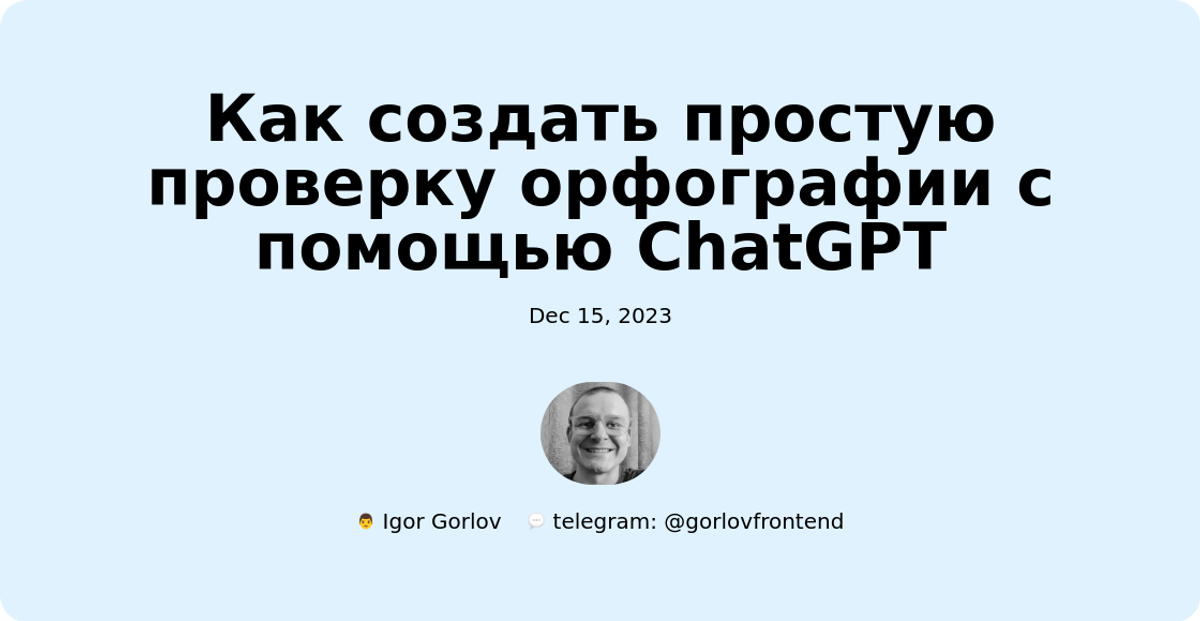 Как создать простую
проверку орфографии с
помощью ChatGPT
Dec 15, 2023
Igor Gorlov telegram: @gorlovfrontend